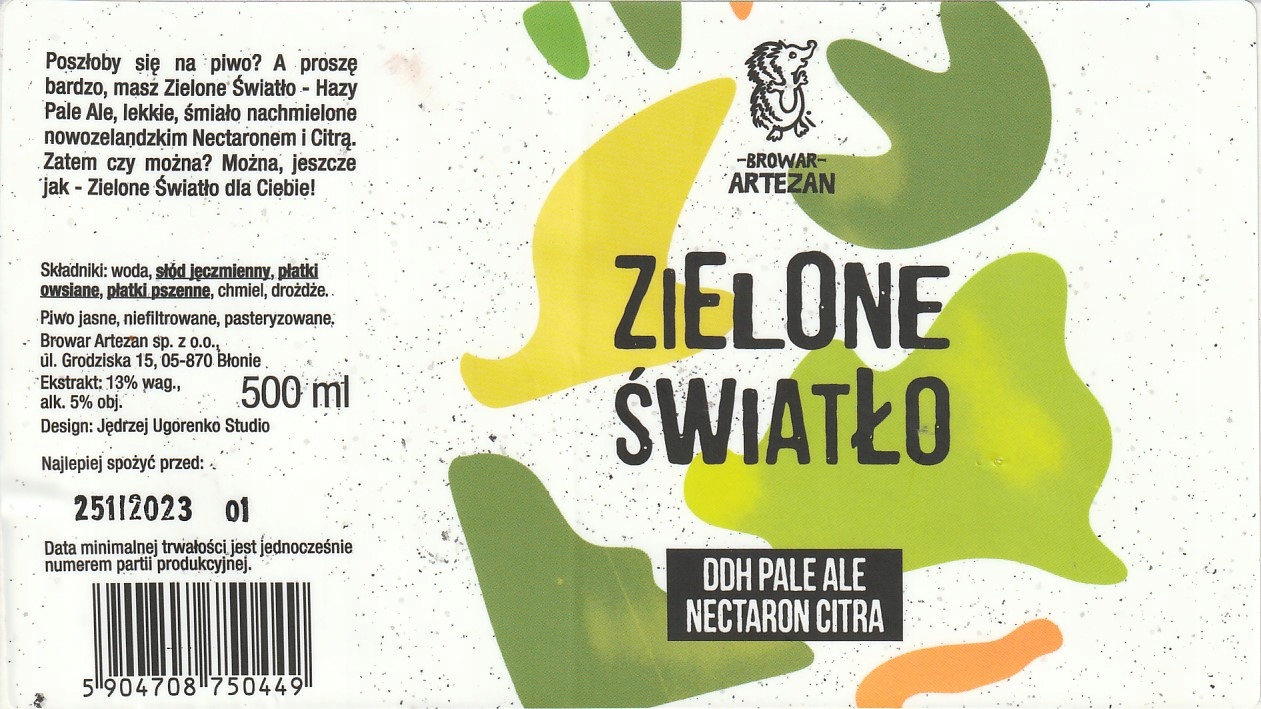 Poszłoby się na piwo? A proszę
bardzo, masz Zielone Światło - Hazy
Pale Ale, lekkie, śmiało nachmielone
nowozelandzkim Nectaronem i Citrą.
Zatem czy można? Można, jeszcze
jak - Zielone Światło dla Ciebie!
Składniki: woda, słód jęczmienny, płatki
owsiane, płatki pszenne, chmiel, drożdże.
Piwo jasne, niefiltrowane, pasteryzowane.
Browar Artezan sp. z o.o.,
ul. Grodziska 15, 05-870 Błonie
Ekstrakt: 13% wag.,
alk. 5% obj.
500 ml
Design: Jędrzej Ugorenko Studio
Najlepiej spożyć przed:
25112023 01
Data minimalnej trwałości jest jednocześnie
numerem partii produkcyjnej.
5 904708 750449
-BROWAR-
ARTEZAN
ZIELONE
ŚWIATŁO
DDH PALE ALE
NECTARON CITRA